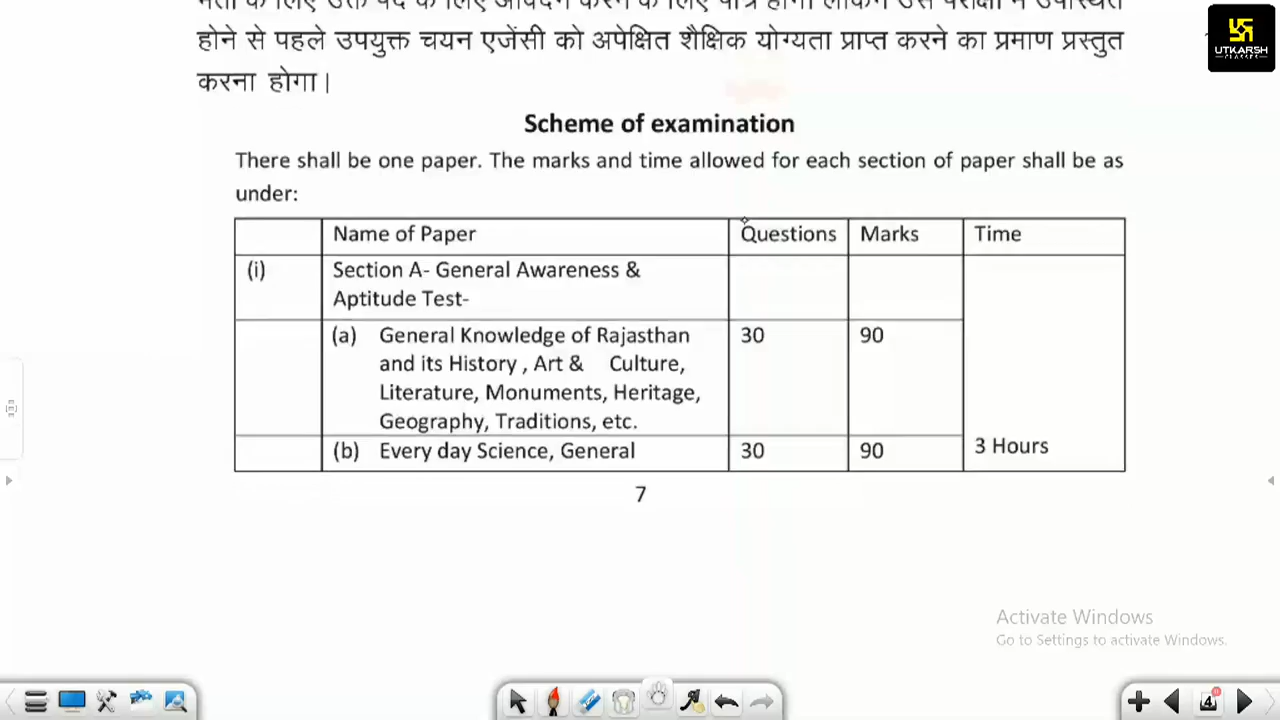 UTKARSH
CLASSES
होने से पहले उपयुक्त चयन एजेंसी को अपेक्षित शैक्षिक योग्यता प्राप्त करने का प्रमाण प्रस्तुत
करना होगा।
Scheme of examination
There shall be one paper. The marks and time allowed for each section of paper shall be as
under:
Name of Paper Questions Marks Time
(i) Section A- General Awareness &
Aptitude Test-
(a) General Knowledge of Rajasthan 30 90
and its History , Art & Culture,
Literature, Monuments, Heritage,
Geography, Traditions, etc.
(b) Every day Science, General 30 90 3 Hours
7
Activate Windows
Go to Settings to activate Windows.
4